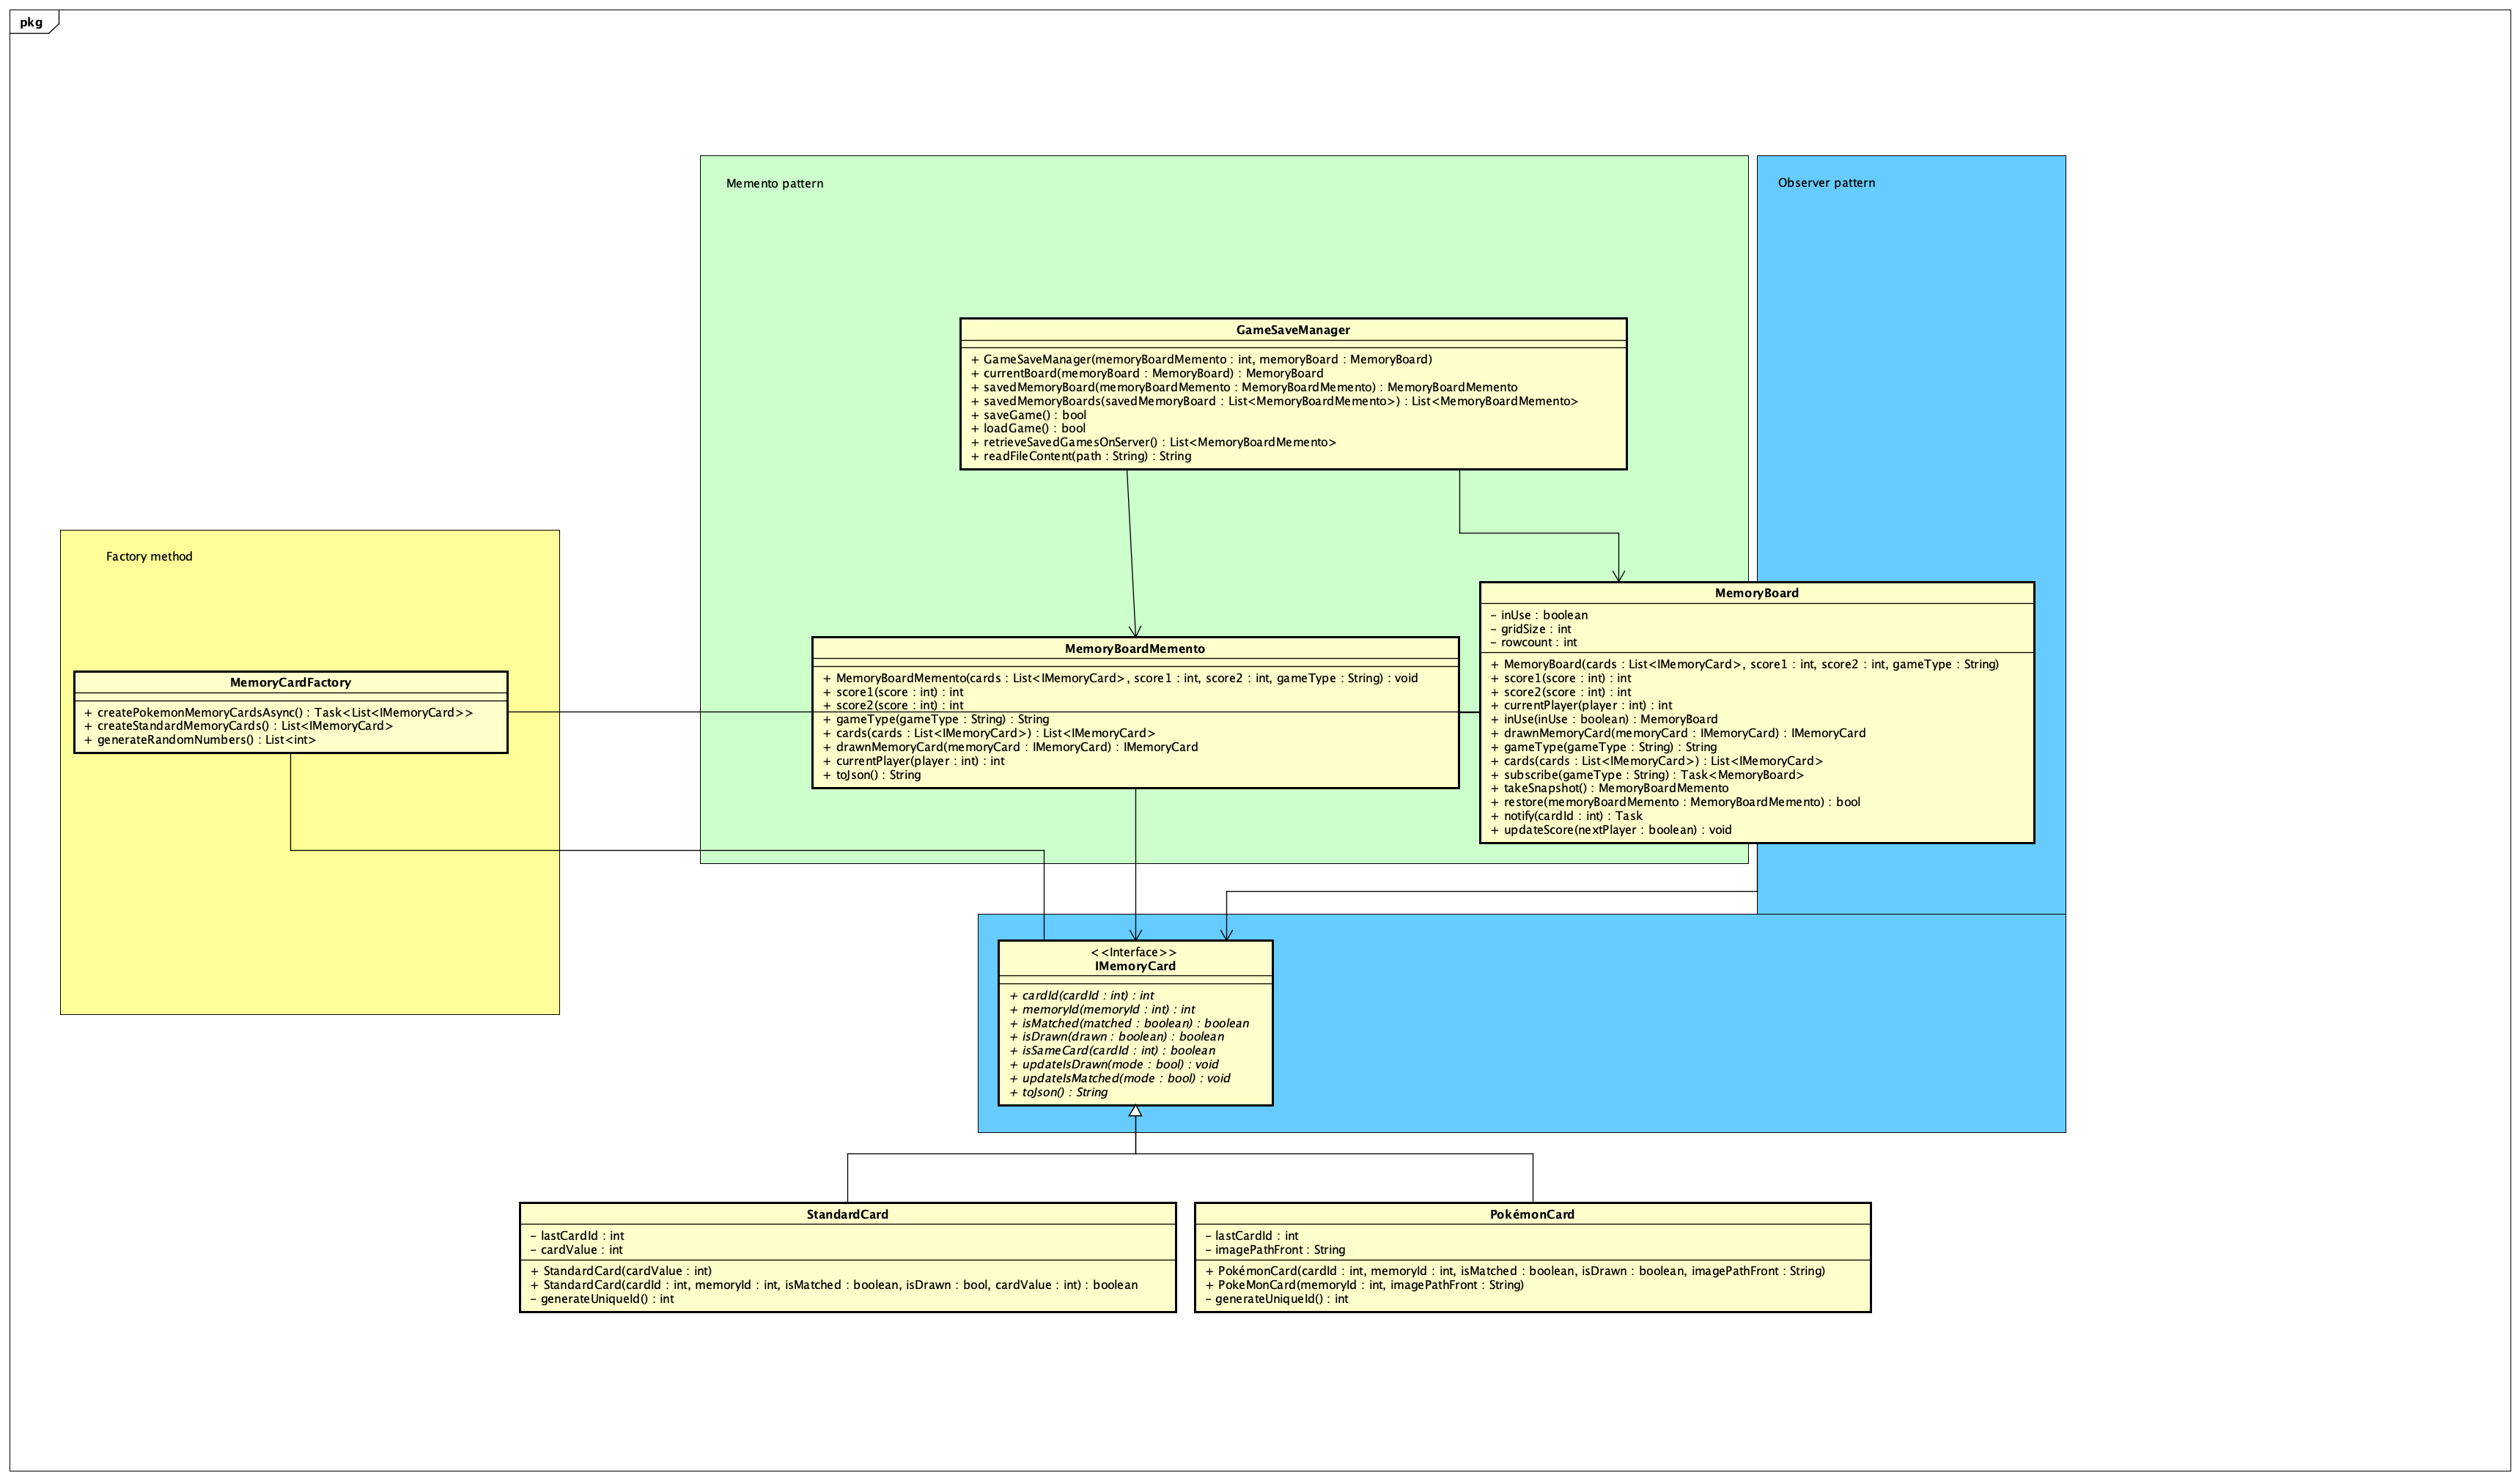 pkg
Memento pattern
Observer pattern
GameSaveManager
+ GameSaveManager(memoryBoardMemento : int, memoryBoard : MemoryBoard)
+ currentBoard(memoryBoard : MemoryBoard) : MemoryBoard
+ savedMemoryBoard(memoryBoardMemento : MemoryBoardMemento) : MemoryBoardMemento
+ savedMemoryBoards(savedMemoryBoard : List<MemoryBoardMemento>) : List<MemoryBoardMemento>
+ saveGame() : bool
+ loadGame() : bool
+ retrieveSavedGamesOnServer() : List<MemoryBoardMemento>
+ readFileContent(path : String) : String
Factory method
MemoryCardFactory
+ createPokemonMemoryCardsAsync() : Task<List<IMemoryCard>>
+ createStandardMemoryCards() : List<IMemoryCard>
+ generateRandomNumbers() : List<int>
MemoryBoardMemento
+ MemoryBoardMemento(cards : List<IMemoryCard>, score1 : int, score2 : int, gameType : String) : void
+ score1(score : int) : int
+ score2(score : int) : int
+ gameType(gameType : String) : String
+ cards(cards : List<IMemoryCard>) : List<IMemoryCard>
+ drawnMemoryCard(memoryCard : IMemoryCard) : IMemoryCard
+ currentPlayer(player : int) : int
+ toJson() : String
MemoryBoard
- inUse : boolean
- gridSize : int
- rowcount : int
+ MemoryBoard(cards : List<IMemoryCard>, score1 : int, score2 : int, gameType : String)
+ score1(score : int) : int
+ score2(score : int) : int
+ currentPlayer(player : int) : int
+ inUse(inUse : boolean) : MemoryBoard
+ drawnMemoryCard(memoryCard : IMemoryCard) : IMemoryCard
+ gameType(gameType : String) : String
+ cards(cards : List<IMemoryCard>) : List<IMemoryCard>
+ subscribe(gameType : String) : Task<MemoryBoard>
+ takeSnapshot() : MemoryBoardMemento
+ restore(memoryBoardMemento : MemoryBoardMemento) : bool
+ notify(cardId : int) : Task
+ updateScore(nextPlayer : boolean) : void
<<Interface>>
IMemoryCard
+ cardId(cardId : int) : int
+ memoryId(memoryId : int) : int
+ isMatched(matched : boolean) : boolean
+ isDrawn(drawn : boolean) : boolean
+ isSameCard(cardId : int) : boolean
+ updateIsDrawn(mode : bool) : void
+ updateIsMatched(mode : bool) : void
+ toJson() : String
StandardCard
- lastCardId : int
- cardValue : int
+ StandardCard(cardValue : int)
+ StandardCard(cardId : int, memoryId : int, isMatched : boolean, isDrawn : bool, cardValue : int) : boolean
- generateUniqueId() : int
PokémonCard
- lastCardId : int
- imagePathFront : String
+ PokémonCard(cardId : int, memoryId : int, isMatched : boolean, isDrawn : boolean, imagePathFront : String)
+ PokeMonCard(memoryId : int, imagePathFront : String)
- generateUniqueId() : int